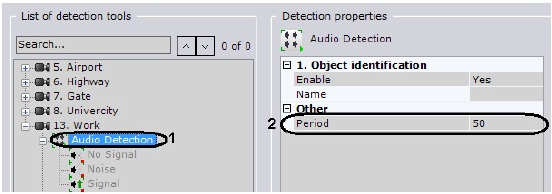 List of detection tools
Search...
0 of 0
5. Airport
6. Highway
7. Gate
8. Univercity
13. Work
Audio Detection 1
No Signal
Noise
Signal
Detection properties
Audio Detection
1. Object identification
Enable Yes
Name
Other
2 Period 50